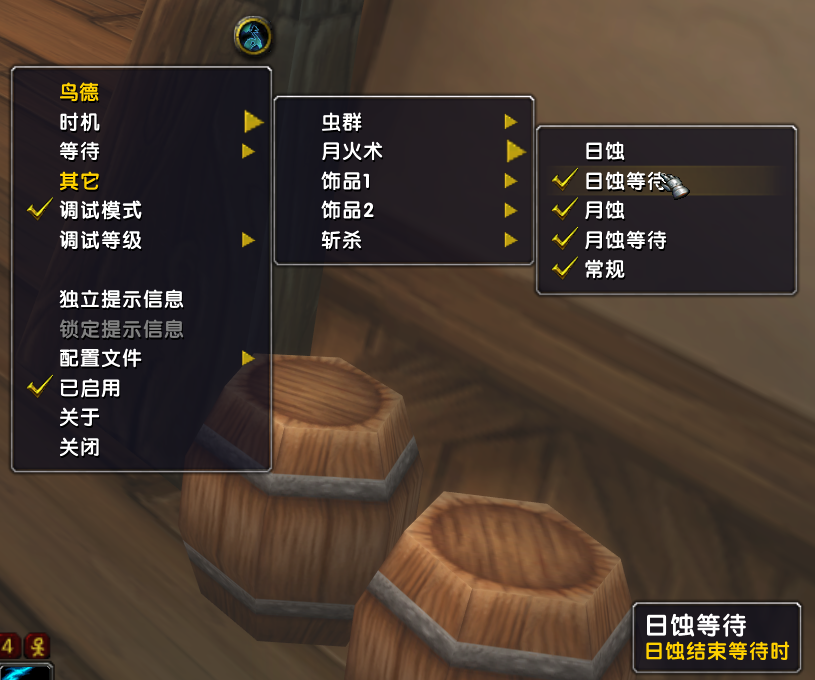 鸟德
时机
等待
其它
调试模式
调试等级
独立提示信息
锁定提示信息
配置文件
已启用
关于
关闭
虫群
月火术
饰品1
饰品2
斩杀
日蚀
日蚀等待
月蚀
月蚀等待
常规
4
日蚀等待
日蚀结束等待时